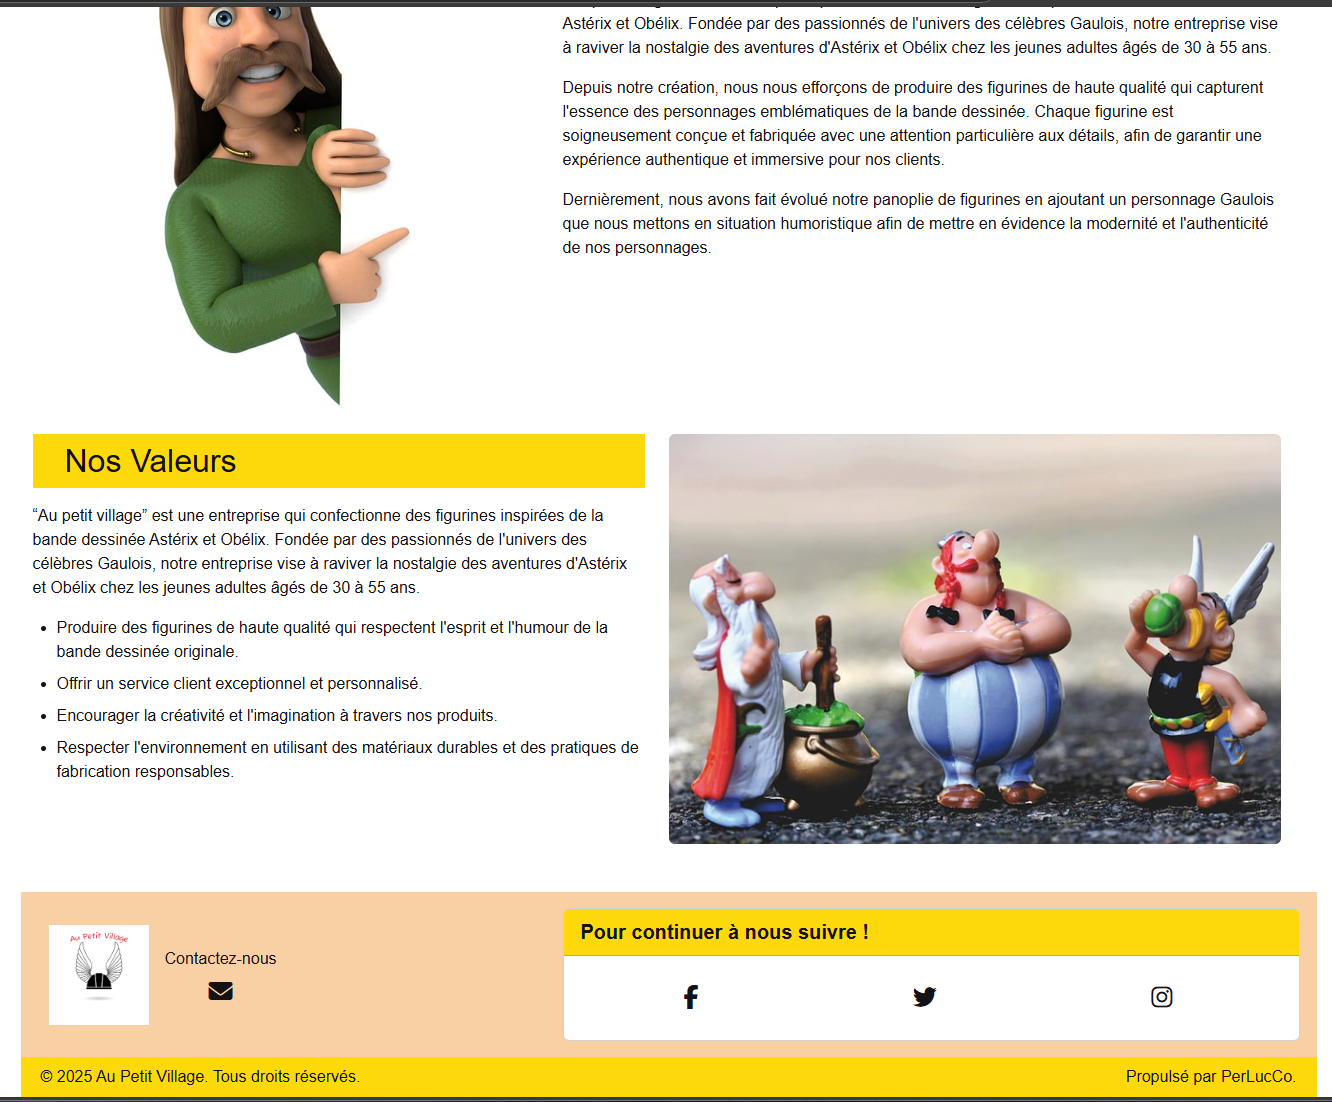 Astérix et Obélix. Fondée par des passionnés de l'univers des célèbres Gaulois, notre entreprise vise
à raviver la nostalgie des aventures d'Astérix et Obélix chez les jeunes adultes âgés de 30 à 55 ans.
Depuis notre création, nous nous efforçons de produire des figurines de haute qualité qui capturent
l'essence des personnages emblématiques de la bande dessinée. Chaque figurine est
soigneusement conçue et fabriquée avec une attention particulière aux détails, afin de garantir une
expérience authentique et immersive pour nos clients.
Dernièrement, nous avons fait évolué notre panoplie de figurines en ajoutant un personnage Gaulois
que nous mettons en situation humoristique afin de mettre en évidence la modernité et l'authenticité
de nos personnages.
Nos Valeurs
“Au petit village” est une entreprise qui confectionne des figurines inspirées de la
bande dessinée Astérix et Obélix. Fondée par des passionnés de l'univers des
célèbres Gaulois, notre entreprise vise à raviver la nostalgie des aventures d'Astérix
et Obélix chez les jeunes adultes âgés de 30 à 55 ans.
• Produire des figurines de haute qualité qui respectent l'esprit et l'humour de la
bande dessinée originale.
• Offrir un service client exceptionnel et personnalisé.
• Encourager la créativité et l'imagination à travers nos produits.
• Respecter l'environnement en utilisant des matériaux durables et des pratiques de
fabrication responsables.
Au Petit Village
Contactez-nous
Pour continuer à nous suivre !
© 2025 Au Petit Village. Tous droits réservés.
Propulsé par PerLucCo.